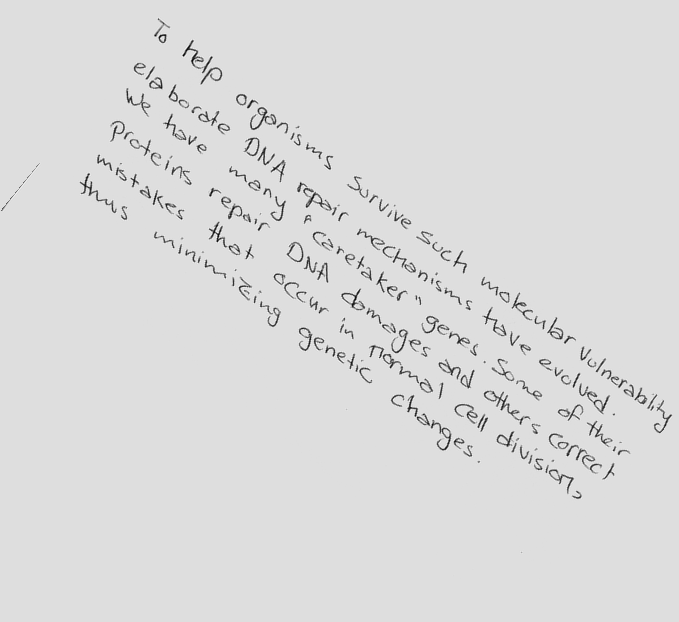 To help organisms survive such molecular vulnerability
elaborate DNA repair mechanisms have evolved.
We have many "caretaker" genes. Some of their
Proteins repair DNA damages and others correct
mistakes that occur in normal cell division,
thus minimizing genetic changes.